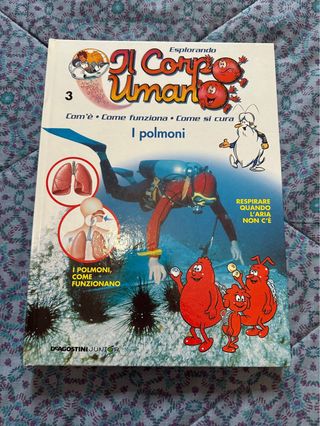 Esplorando
Il Corpo
Umano
3
Com'è • Come funziona • Come si cura
I polmoni
RESPIRARE
QUANDO
L'ARIA
NON C'È
I POLMONI,
COME
FUNZIONANO
DEAGOSTINI JUNIOR